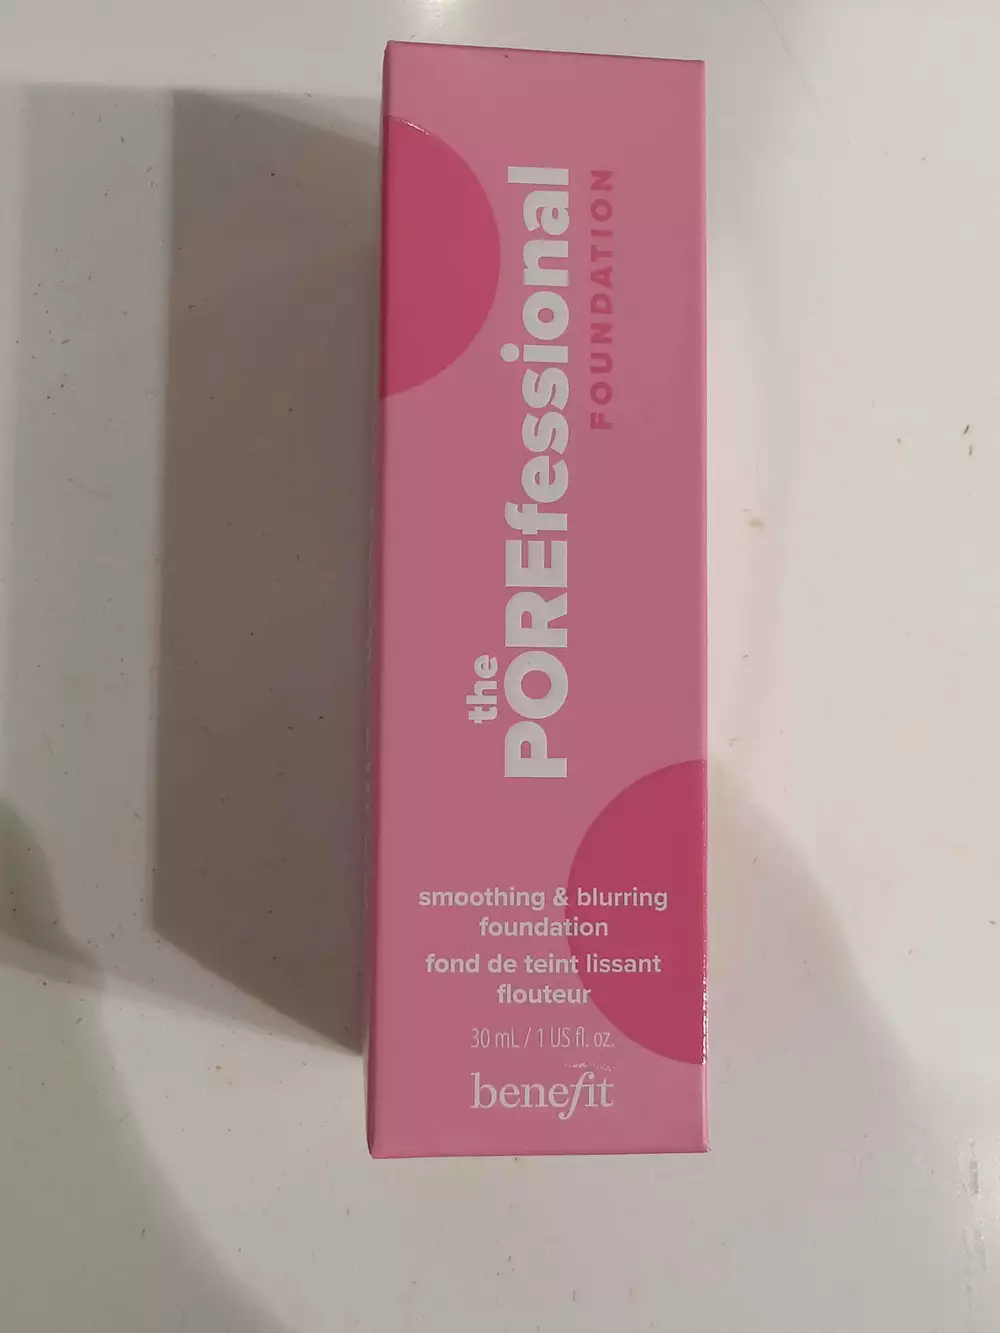 the
POREfessional
FOUNDATION
smoothing & blurring
foundation
fond de teint lissant
flouteur
30 mL / 1 US fl. oz.
benefit